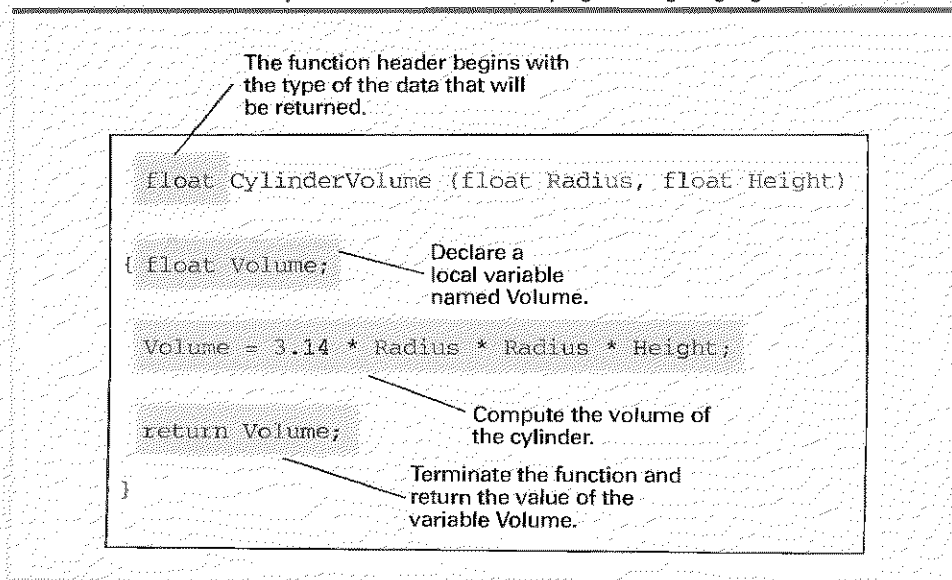 The function header begins with
the type of the data that will
be returned.
float CylinderVolume (float Radius, float Height)
{ float Volume;
Declare a
local variable
named Volume.
Volume = 3.14 * Radius * Radius * Height;
Compute the volume of
the cylinder.
return Volume;
Terminate the function and
return the value of the
variable Volume.
}